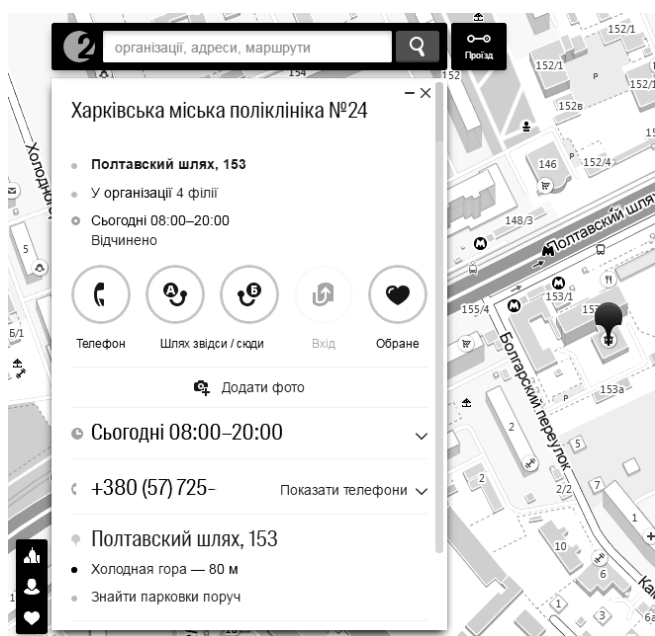 організації, адреси, маршрути
Проїзд
Харківська міська поліклініка №24
Полтавский шлях, 153
У організації 4 філії
Сьогодні 08:00–20:00
Відчинено
Телефон
Шлях звідси / сюди
Вхід
Обране
Додати фото
Сьогодні 08:00–20:00
+380 (57) 725–
Показати телефони
Полтавский шлях, 153
Холодная гора — 80 м
Знайти парковки поруч
152/1
152/1
152/1
P
152в
154
152
146
152/4
148/3
Полтавский шлях
5
155/4
153/1
153а
P
Болгарский переулок
2
5
2
2/2
7
1
10
6
1
3
6а